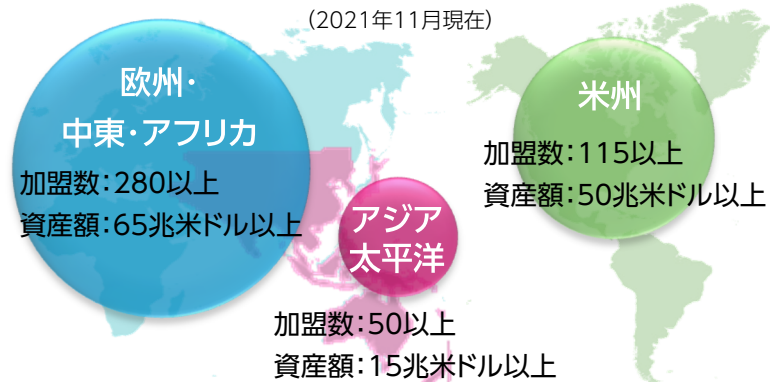 （2021年11月現在）
欧州・
中東・アフリカ
加盟数：280以上
資産額：65兆米ドル以上
アジア
太平洋
加盟数：50以上
資産額：15兆米ドル以上
米州
加盟数：115以上
資産額：50兆米ドル以上